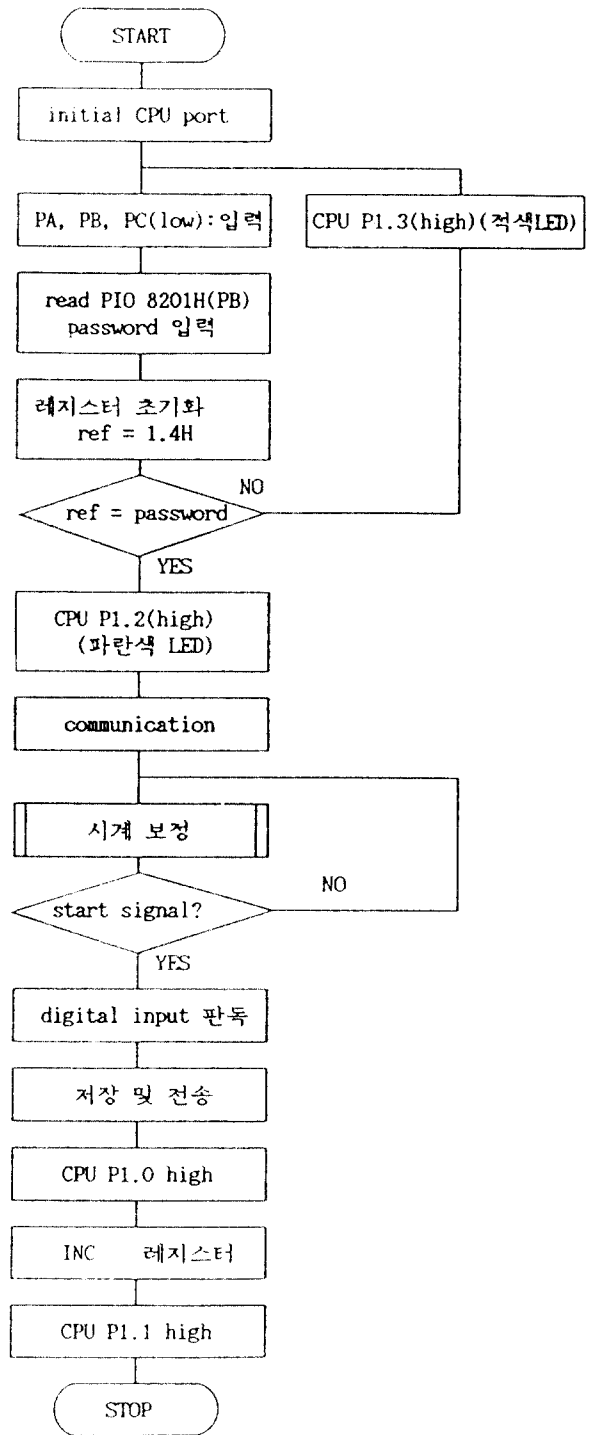 START
initial CPU port
PA, PB, PC(low):입력
CPU P1.3(high)(적색LED)
read PIO 8201H(PB)
password 입력
레지스터 초기화
ref = 1.4H
NO
ref = password
YES
CPU P1.2(high)
(파란색 LED)
communication
시계 보정
NO
start signal?
YES
digital input 판독
저장 및 전송
CPU P1.0 high
INC 레지스터
CPU P1.1 high
STOP